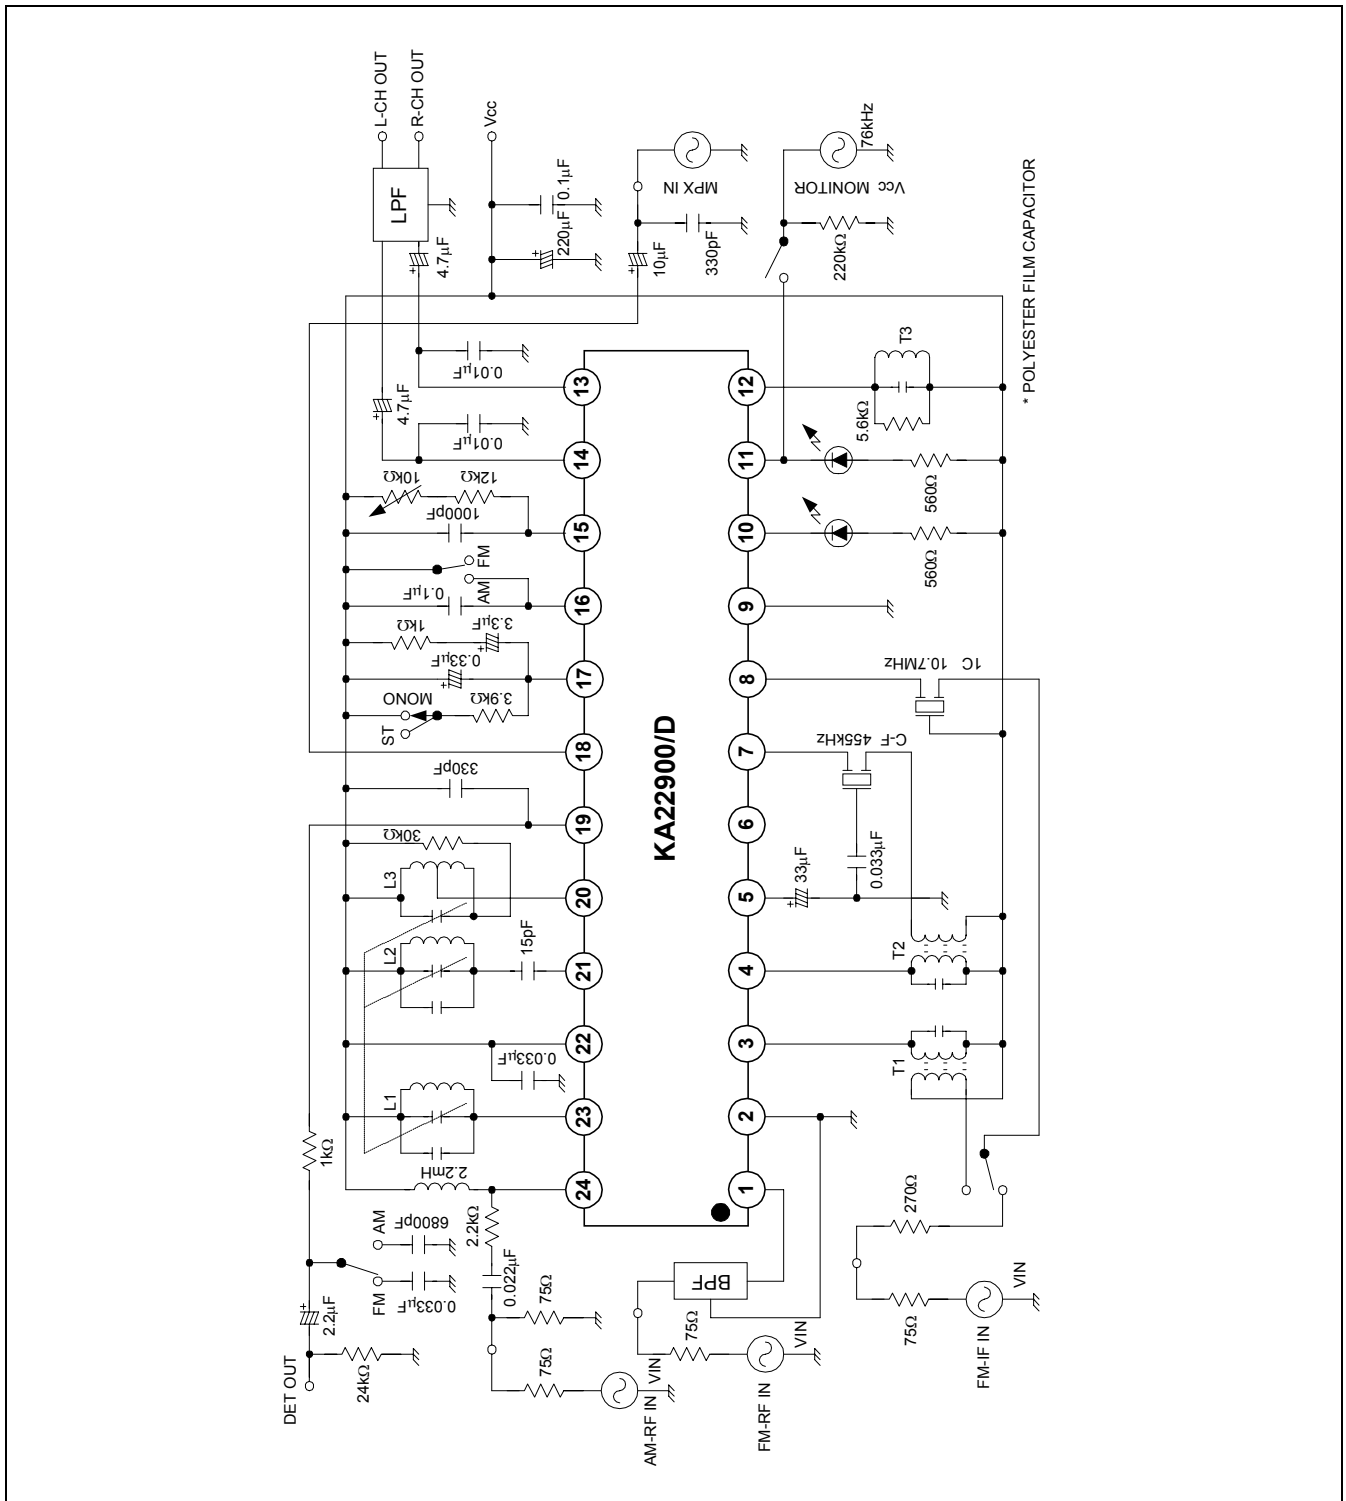 L-CH OUT
R-CH OUT
Vcc
LPF
4.7µF
4.7µF
220µF
0.1µF
10µF
MPX IN
330pF
76kHz
Vcc MONITOR
220kΩ
* POLYESTER FILM CAPACITOR
0.01µF
0.01µF
10kΩ
12kΩ
1000pF
FM
AM
0.1µF
1kΩ
3.3µF
0.33µF
MONO
ST
3.9kΩ
330pF
30kΩ
L3
L2
15pF
0.033µF
L1
2.2mH
13
14
15
16
17
18
19
20
21
22
23
24
KA22900/D
12
11
10
9
8
7
6
5
4
3
2
1
T3
5.6kΩ
560Ω
560Ω
1C 10.7MHz
C-F 455kHz
33µF
0.033µF
T2
T1
1kΩ
AM
6800pF
FM
0.033µF
2.2µF
DET OUT
24kΩ
2.2kΩ
0.022µF
75Ω
75Ω
VIN
AM-RF IN
BPF
75Ω
VIN
FM-RF IN
270Ω
75Ω
VIN
FM-IF IN